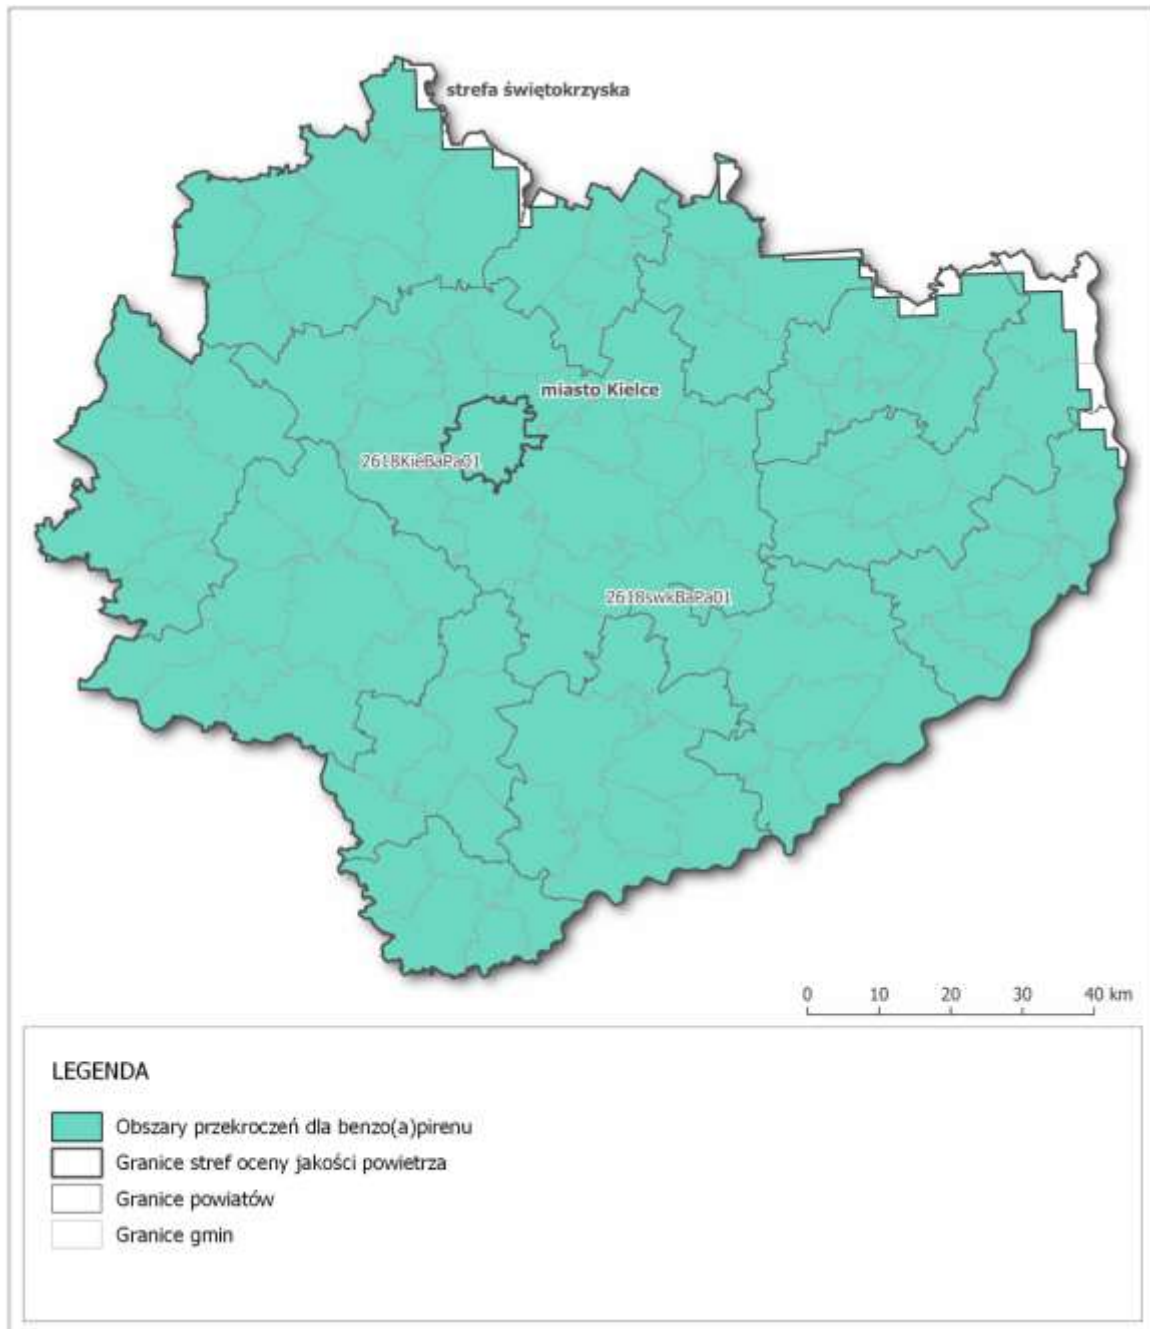 strefa świętokrzyska
miasto Kielce
2618KieBaPa01
2618swkBaPa01
0 10 20 30 40 km
LEGENDA
Obszary przekroczeń dla benzo(a)pirenu
Granice stref oceny jakości powietrza
Granice powiatów
Granice gmin